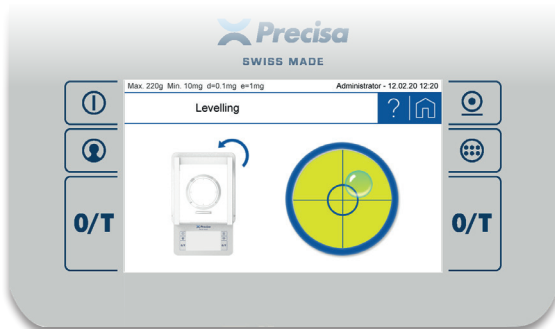 Precisa
SWISS MADE
Max. 220g Min. 10mg d=0.1mg e=1mg
Administrator - 12.02.20 12:20
Levelling
?
0/T
0/T